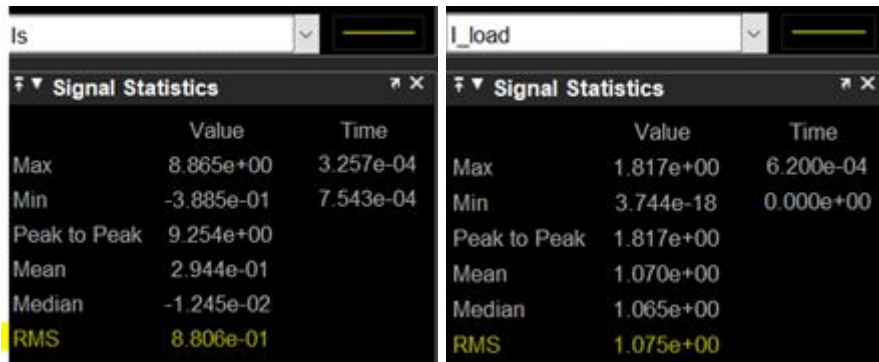 Is
Signal Statistics
Value Time
Max 8.865e+00 3.257e-04
Min -3.885e-01 7.543e-04
Peak to Peak 9.254e+00
Mean 2.944e-01
Median -1.245e-02
RMS 8.806e-01
I_load
Signal Statistics
Value Time
Max 1.817e+00 6.200e-04
Min 3.744e-18 0.000e+00
Peak to Peak 1.817e+00
Mean 1.070e+00
Median 1.065e+00
RMS 1.075e+00